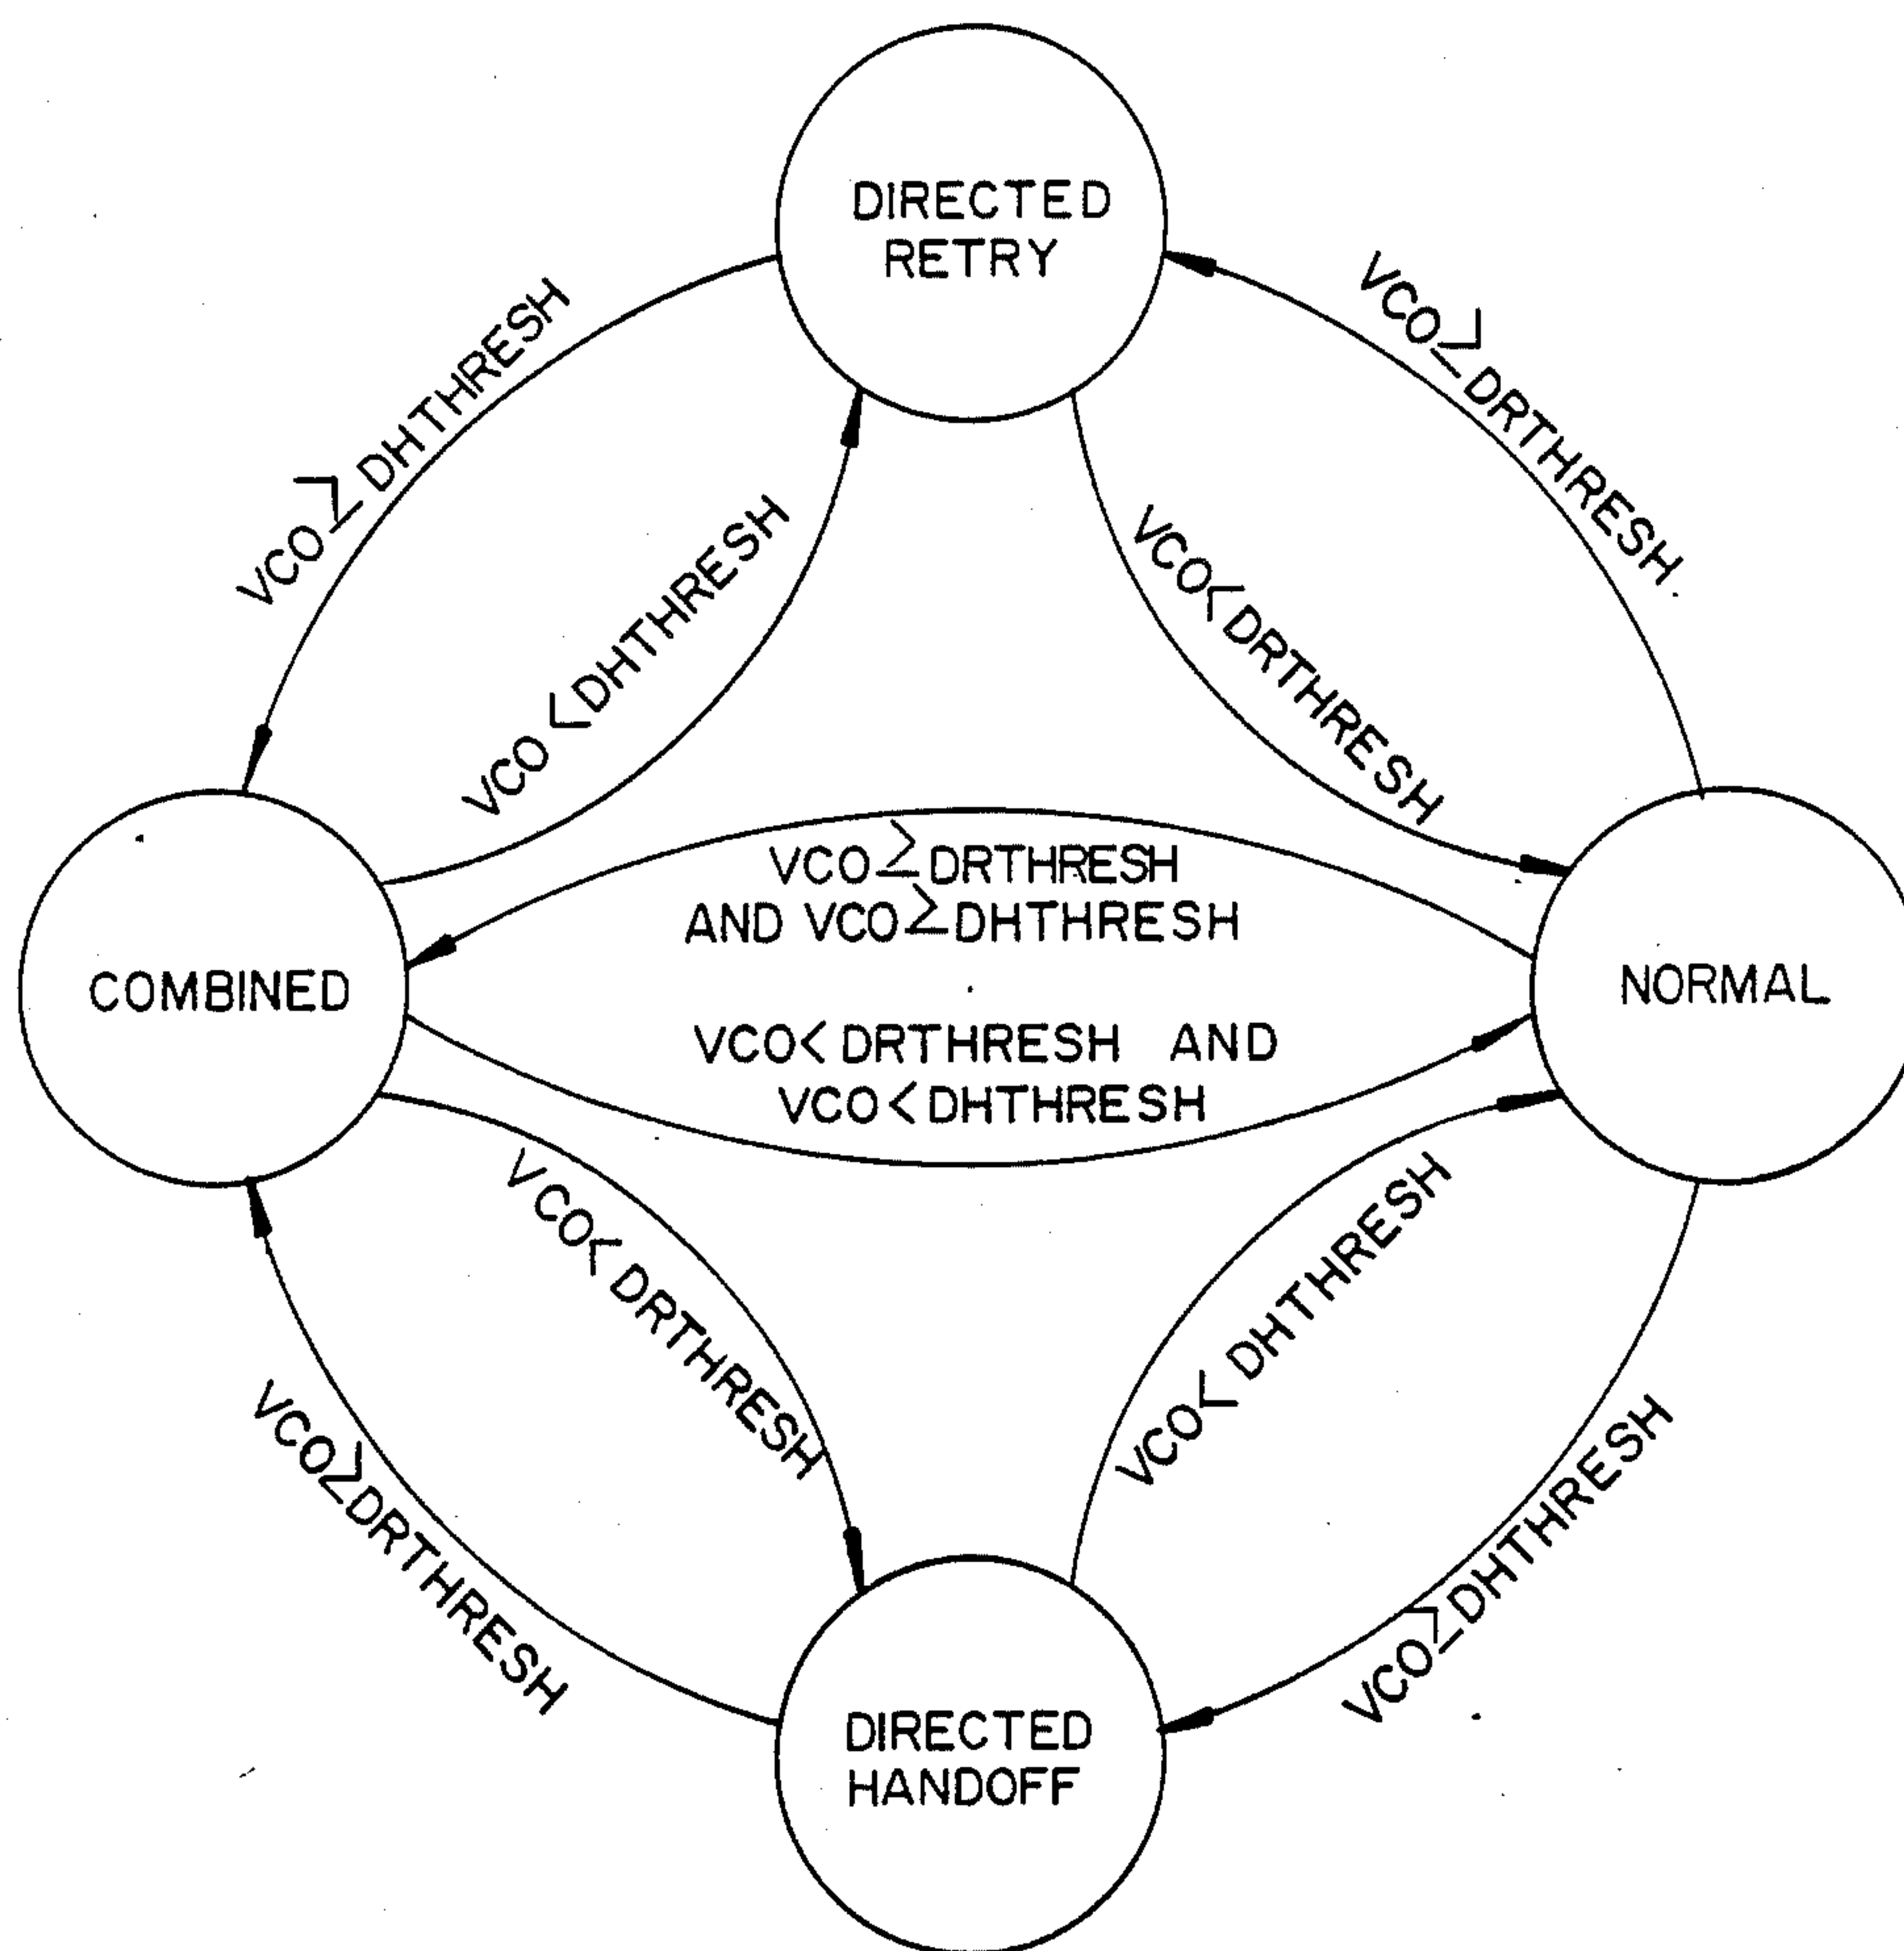 DIRECTED
RETRY
VCO≥DHTHRESH
VCO≥DRTHRESH
VCO<DHTHRESH
VCO<DRTHRESH
VCO≥DRTHRESH
AND VCO≥DHTHRESH
COMBINED
NORMAL
VCO<DRTHRESH AND
VCO<DHTHRESH
VCO<DRTHRESH
VCO<DHTHRESH
VCO≥DRTHRESH
VCO≥DHTHRESH
DIRECTED
HANDOFF